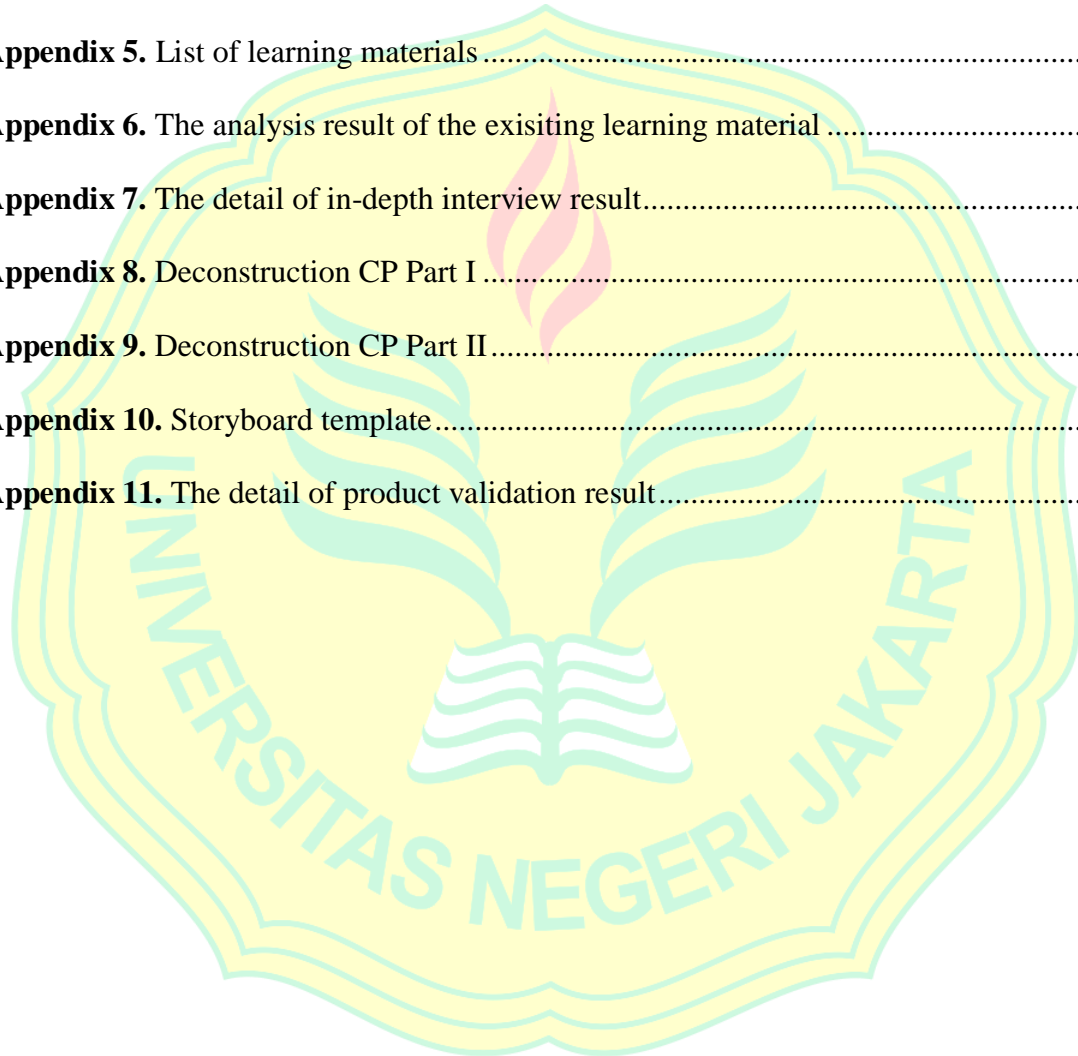 ppendix 5. List of learning materials
ppendix 6. The analysis result of the exisiting learning material
ppendix 7. The detail of in-depth interview result
ppendix 8. Deconstruction CP Part I
ppendix 9. Deconstruction CP Part II
ppendix 10. Storyboard template
ppendix 11. The detail of product validation result
UNIVERSITAS NEGERI JAKARTA